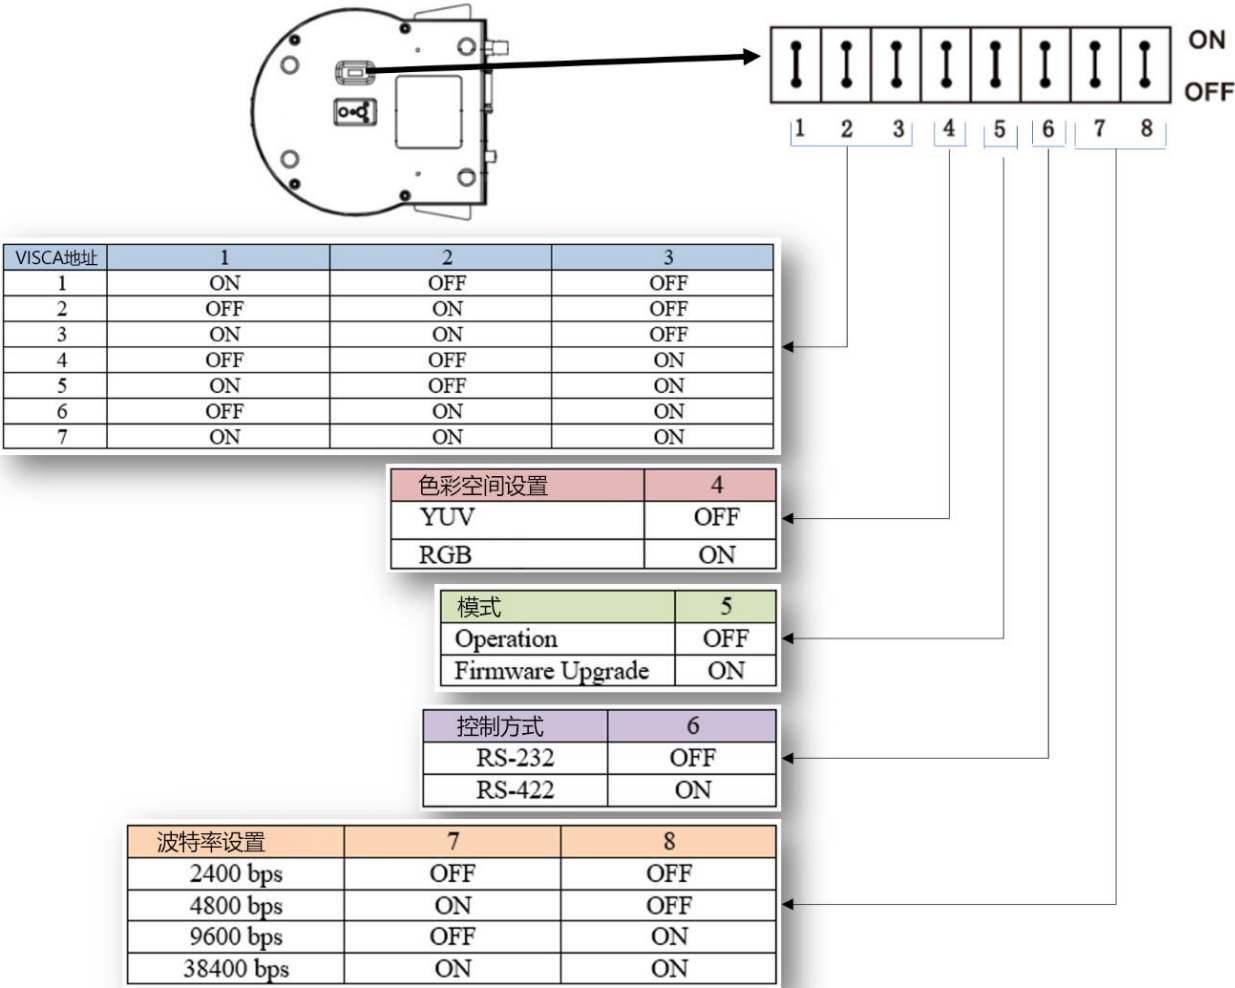 ON
OFF
1 2 3 4 5 6 7 8
VISCA地址 1 2 3
1 ON OFF OFF
2 OFF ON OFF
3 ON ON OFF
4 OFF OFF ON
5 ON OFF ON
6 OFF ON ON
7 ON ON ON
色彩空间设置 4
YUV OFF
RGB ON
模式 5
Operation OFF
Firmware Upgrade ON
控制方式 6
RS-232 OFF
RS-422 ON
波特率设置 7 8
2400 bps OFF OFF
4800 bps ON OFF
9600 bps OFF ON
38400 bps ON ON